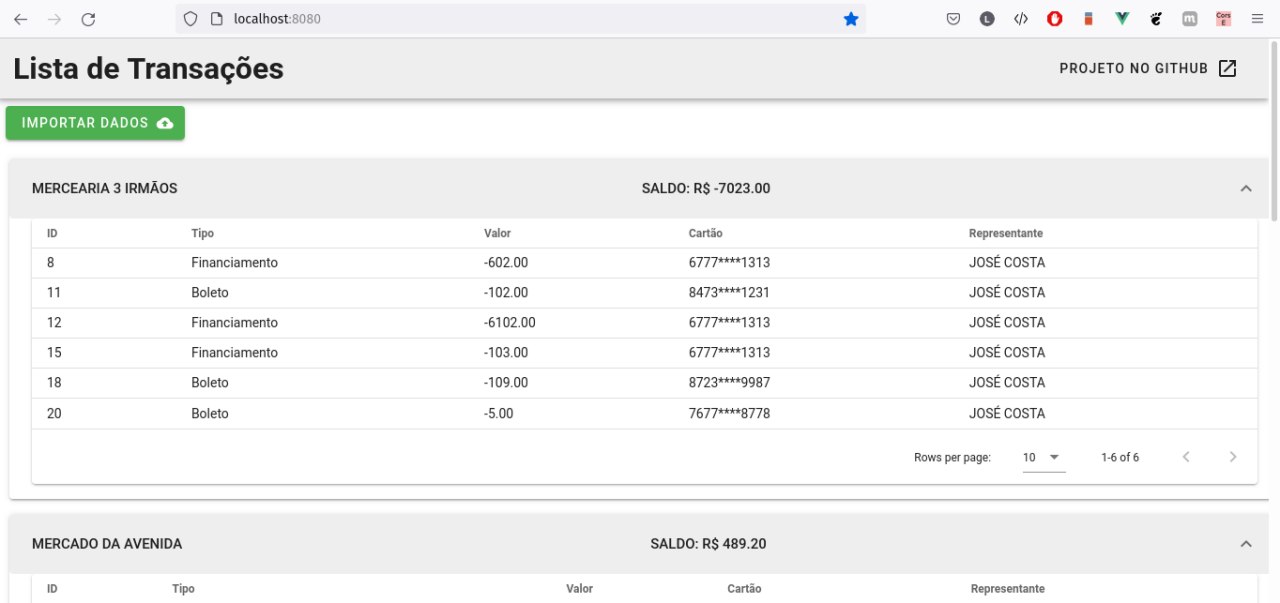 localhost:8080
L
Cors
E
Lista de Transações
PROJETO NO GITHUB
IMPORTAR DADOS
MERCEARIA 3 IRMÃOS SALDO: R$ -7023.00
ID Tipo Valor Cartão Representante
8 Financiamento -602.00 6777****1313 JOSÉ COSTA
11 Boleto -102.00 8473****1231 JOSÉ COSTA
12 Financiamento -6102.00 6777****1313 JOSÉ COSTA
15 Financiamento -103.00 6777****1313 JOSÉ COSTA
18 Boleto -109.00 8723****9987 JOSÉ COSTA
20 Boleto -5.00 7677****8778 JOSÉ COSTA
Rows per page: 10 1-6 of 6
MERCADO DA AVENIDA SALDO: R$ 489.20
ID Tipo Valor Cartão Representante